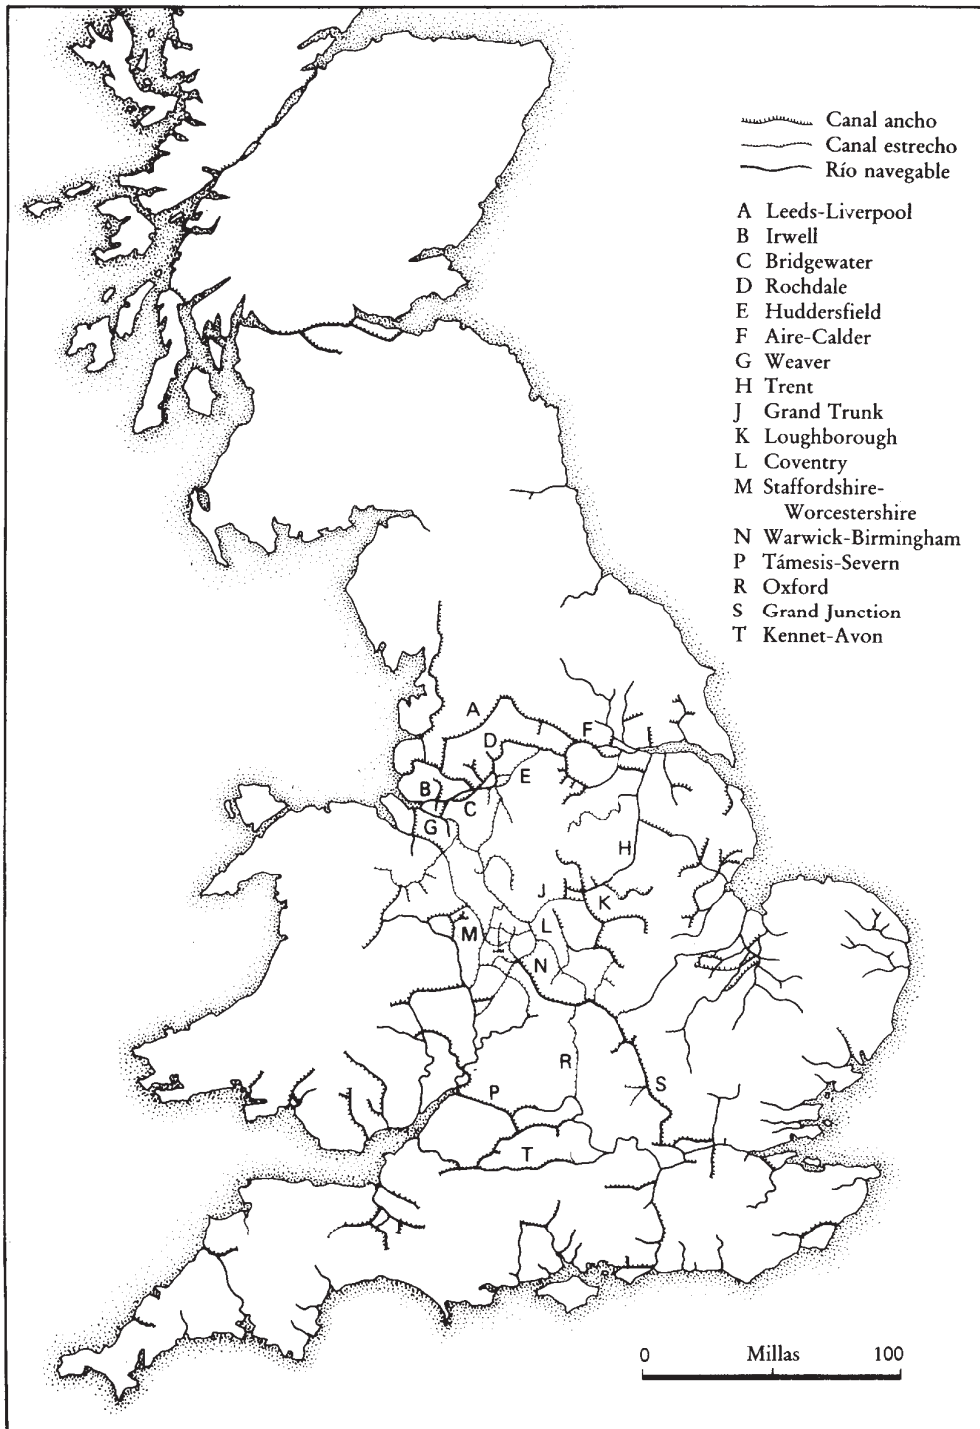 Canal ancho
Canal estrecho
Río navegable
A Leeds-Liverpool
B Irwell
C Bridgewater
D Rochdale
E Huddersfield
F Aire-Calder
G Weaver
H Trent
J Grand Trunk
K Loughborough
L Coventry
M Staffordshire-
Worcestershire
N Warwick-Birmingham
P Támesis-Severn
R Oxford
S Grand Junction
T Kennet-Avon
A
F
D
E
B
C
G
H
J
K
L
M
N
R
S
P
T
0 Millas 100